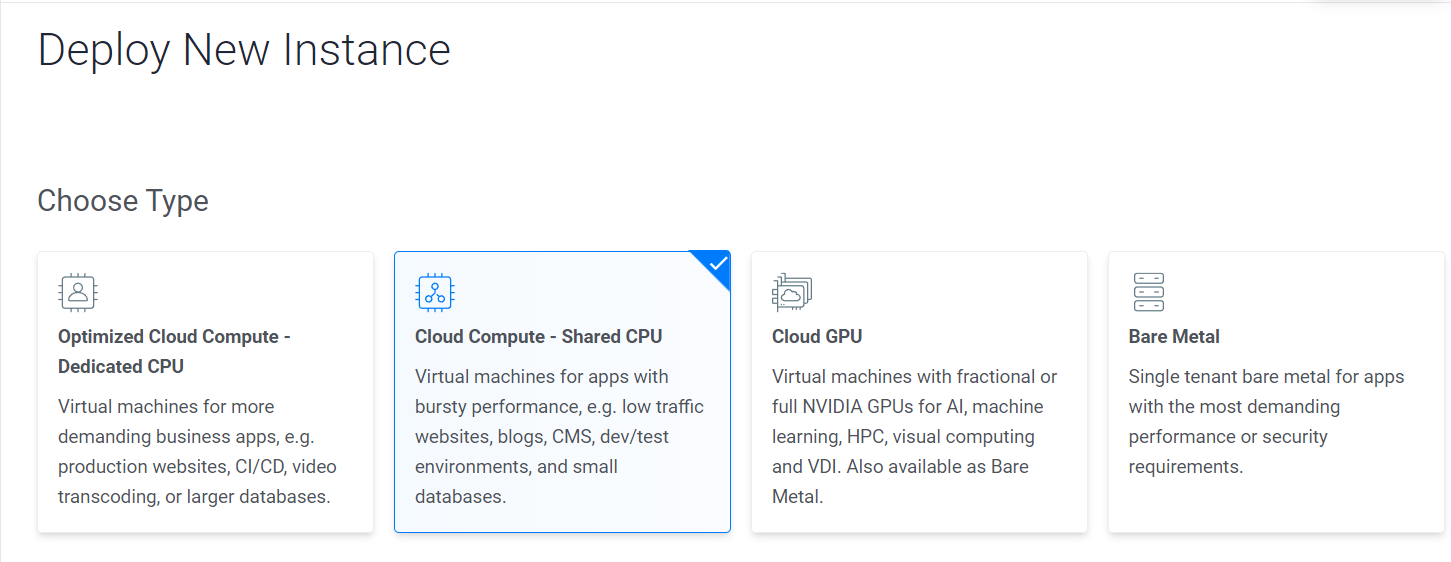 Deploy New Instance
Choose Type
Optimized Cloud Compute -
Dedicated CPU
Virtual machines for more
demanding business apps, e.g.
production websites, CI/CD, video
transcoding, or larger databases.
Cloud Compute - Shared CPU
Virtual machines for apps with
bursty performance, e.g. low traffic
websites, blogs, CMS, dev/test
environments, and small
databases.
Cloud GPU
Virtual machines with fractional or
full NVIDIA GPUs for AI, machine
learning, HPC, visual computing
and VDI. Also available as Bare
Metal.
Bare Metal
Single tenant bare metal for apps
with the most demanding
performance or security
requirements.